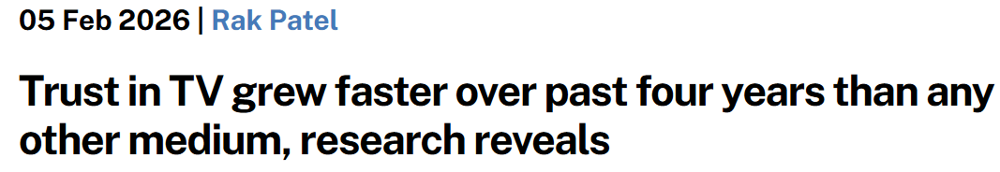 05 Feb 2026 | Rak Patel
Trust in TV grew faster over past four years than any
other medium, research reveals